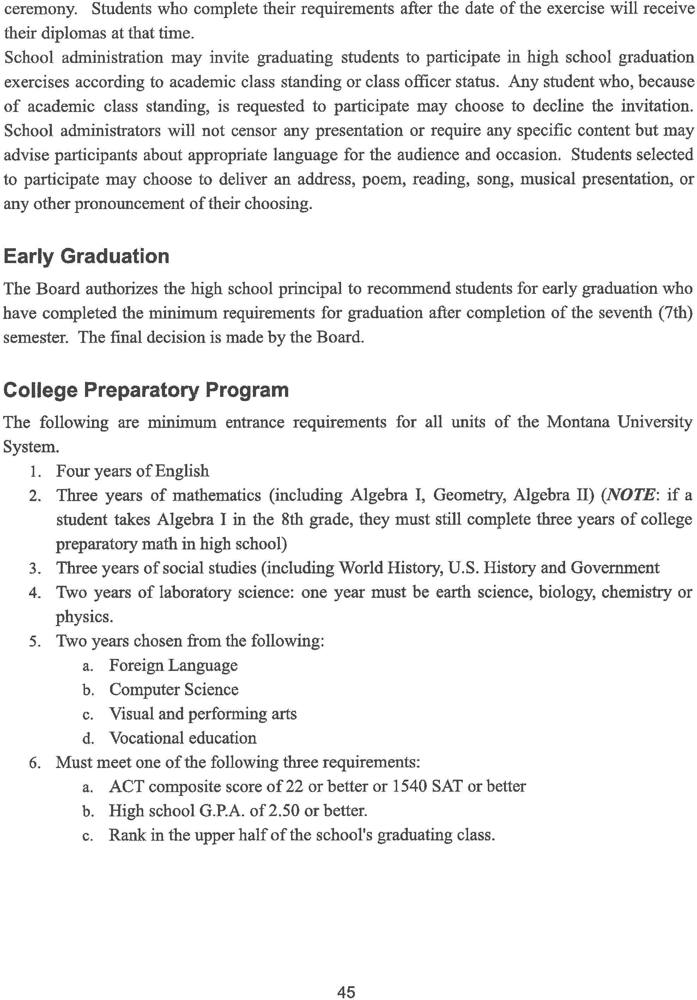 ceremony. Students who complete their requirements after the date of the exercise will receive
their diplomas at that time.
School administration may invite graduating students to participate in high school graduation
exercises according to academic class standing or class officer status. Any student who, because
of academic class standing, is requested to participate may choose to decline the invitation.
School administrators will not censor any presentation or require any specific content but may
advise participants about appropriate language for the audience and occasion. Students selected
to participate may choose to deliver an address, poem, reading, song, musical presentation, or
any other pronouncement of their choosing.
Early Graduation
The Board authorizes the high school principal to recommend students for early graduation who
have completed the minimum requirements for graduation after completion of the seventh (7th)
semester. The final decision is made by the Board.
College Preparatory Program
The following are minimum entrance requirements for all units of the Montana University
System.
1. Four years of English
2. Three years of mathematics (including Algebra I, Geometry, Algebra II) (NOTE: if a
student takes Algebra I in the 8th grade, they must still complete three years of college
preparatory math in high school)
3. Three years of social studies (including World History, U.S. History and Government
4. Two years of laboratory science: one year must be earth science, biology, chemistry or
physics.
5. Two years chosen from the following:
a. Foreign Language
b. Computer Science
c. Visual and performing arts
d. Vocational education
6. Must meet one of the following three requirements:
a. ACT composite score of 22 or better or 1540 SAT or better
b. High school G.P.A. of 2.50 or better.
c. Rank in the upper half of the school's graduating class.
45